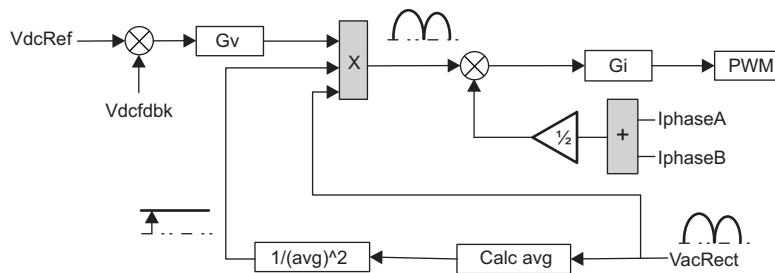 VdcRef
Gv
X
Gi
PWM
Vdcfdbk
½
+
IphaseA
IphaseB
1/(avg)^2
Calc avg
VacRect